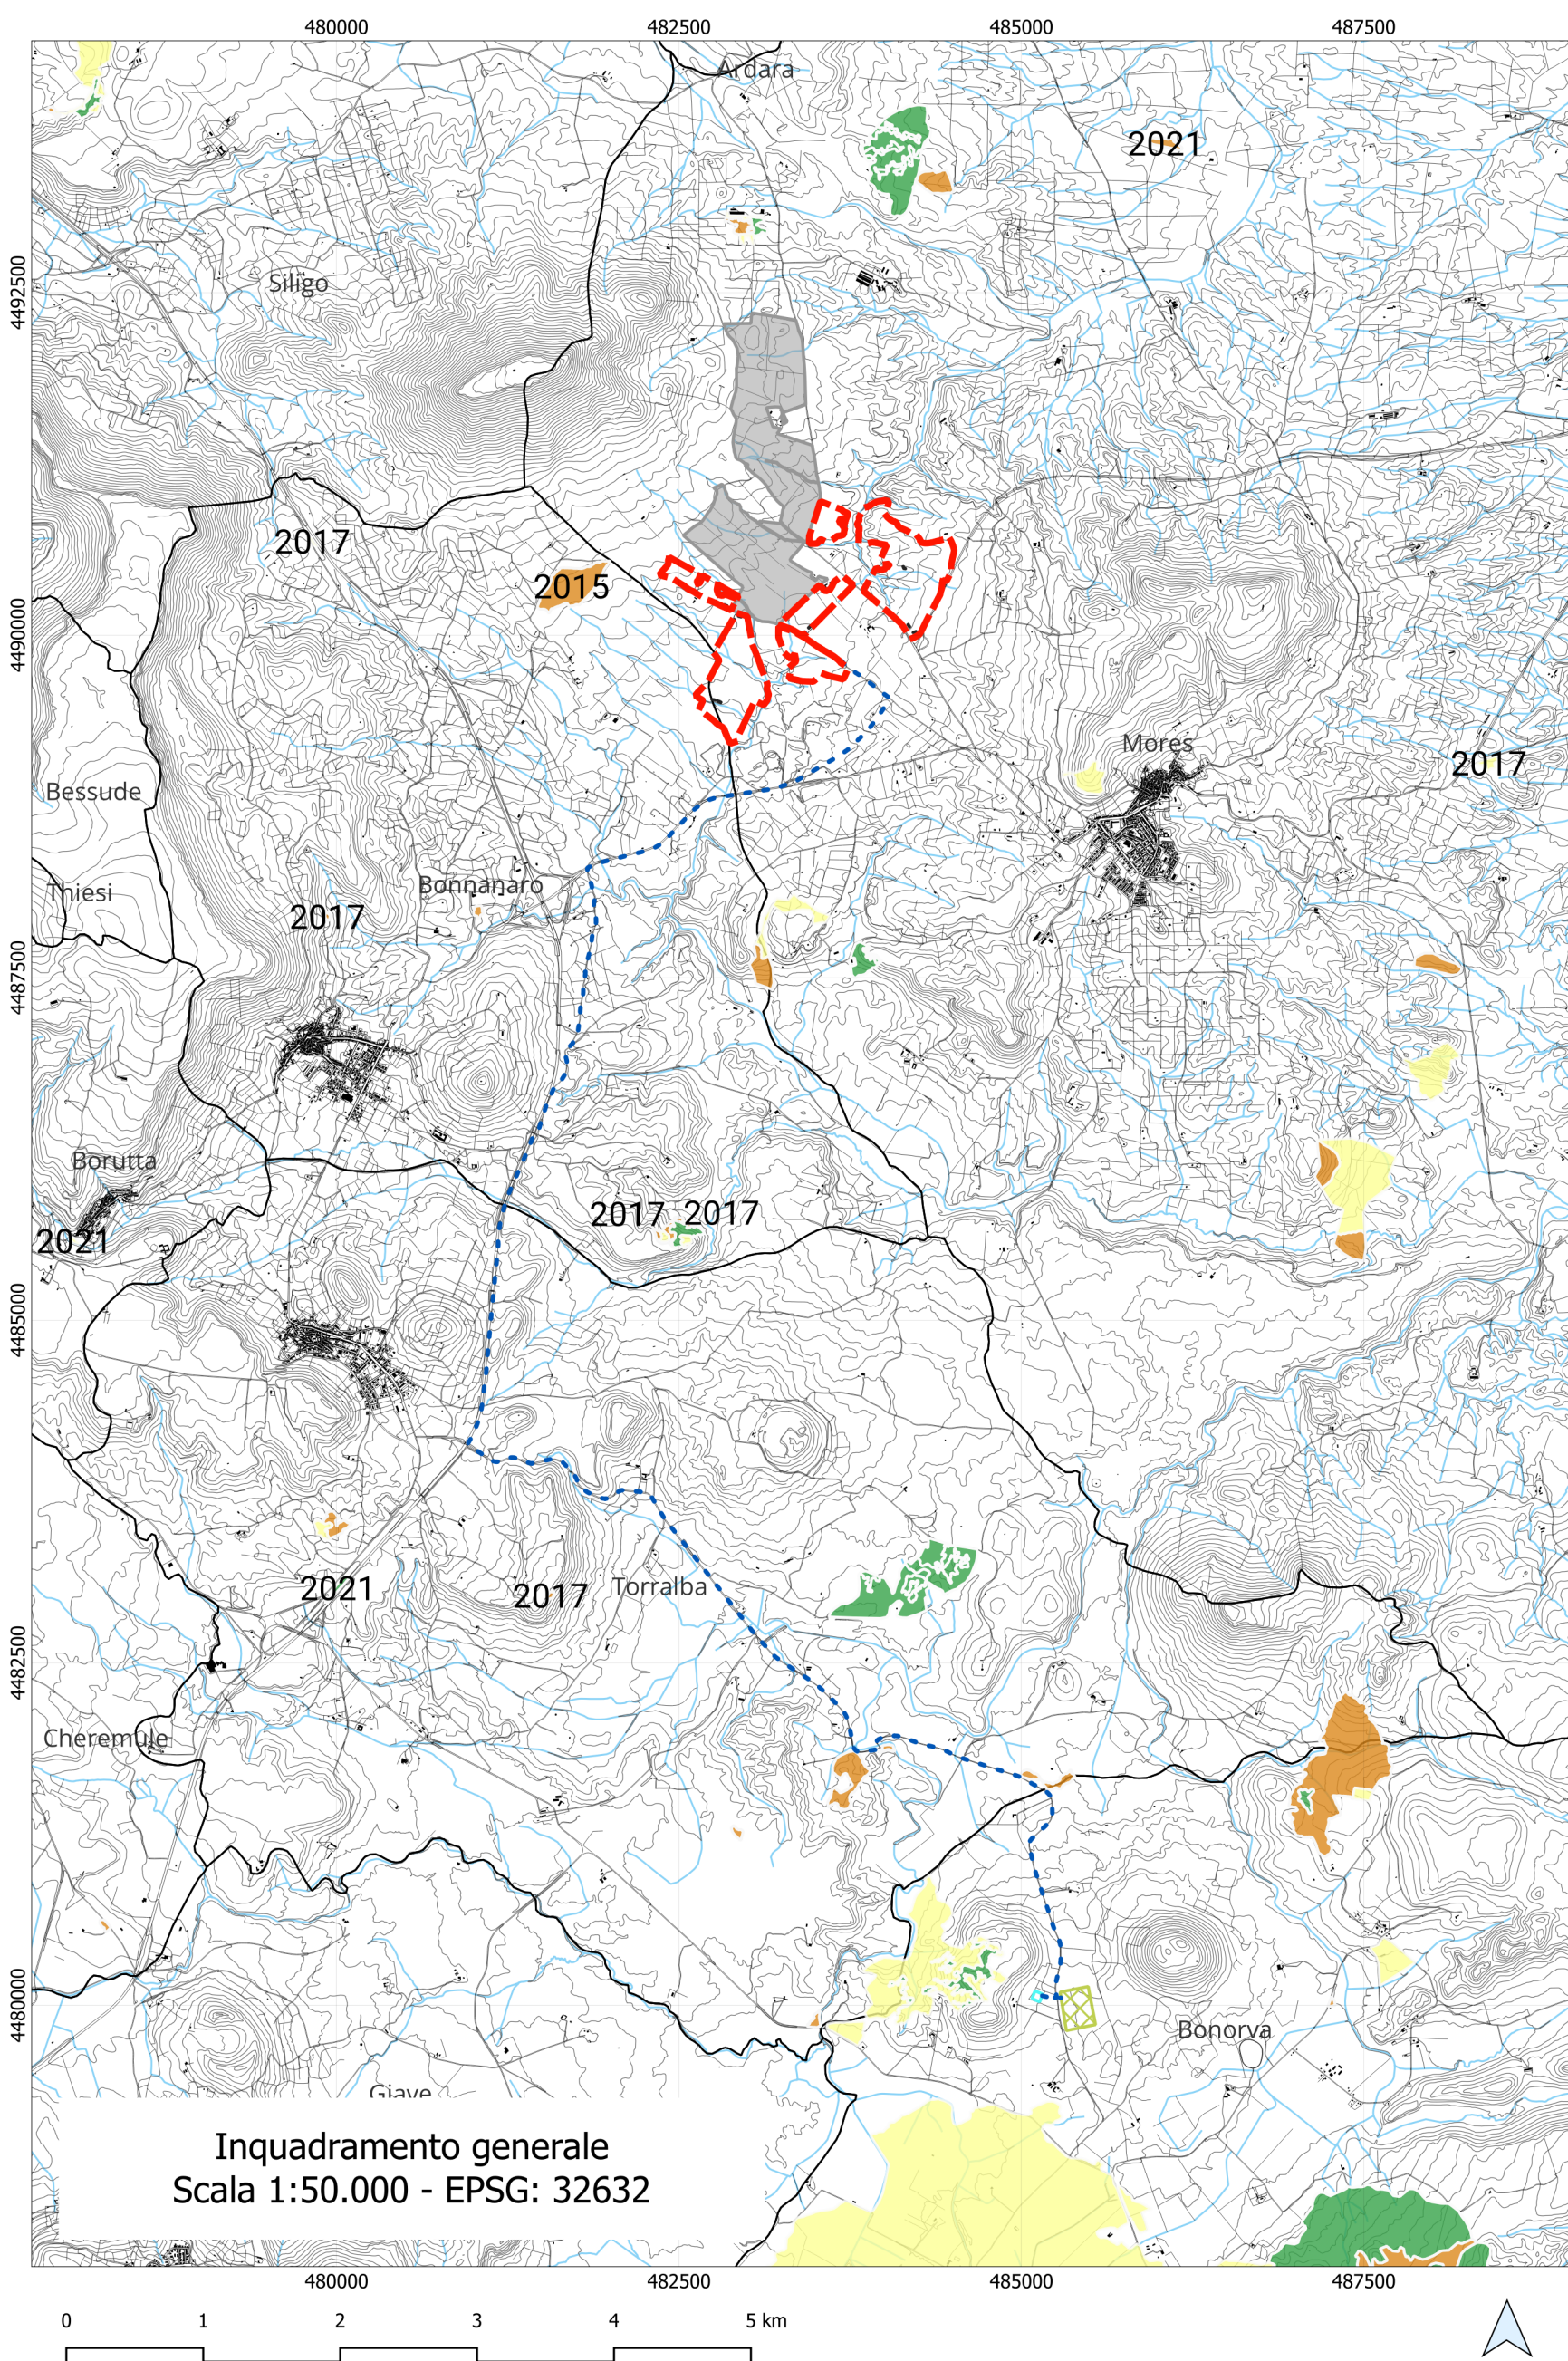 480000 482500 485000 487500
Ardara
2021
4492500
Siligo
2017
2015
4490000
Mores
2017
Bessude
Bonnanaro
Thiesi
2017
4487500
Borutta
2017 2017
2021
4485000
2021 2017 Torralba
4482500
Cheremule
4480000
Bonorva
Giave
Inquadramento generale
Scala 1:50.000 - EPSG: 32632
480000 482500 485000 487500
0 1 2 3 4 5 km